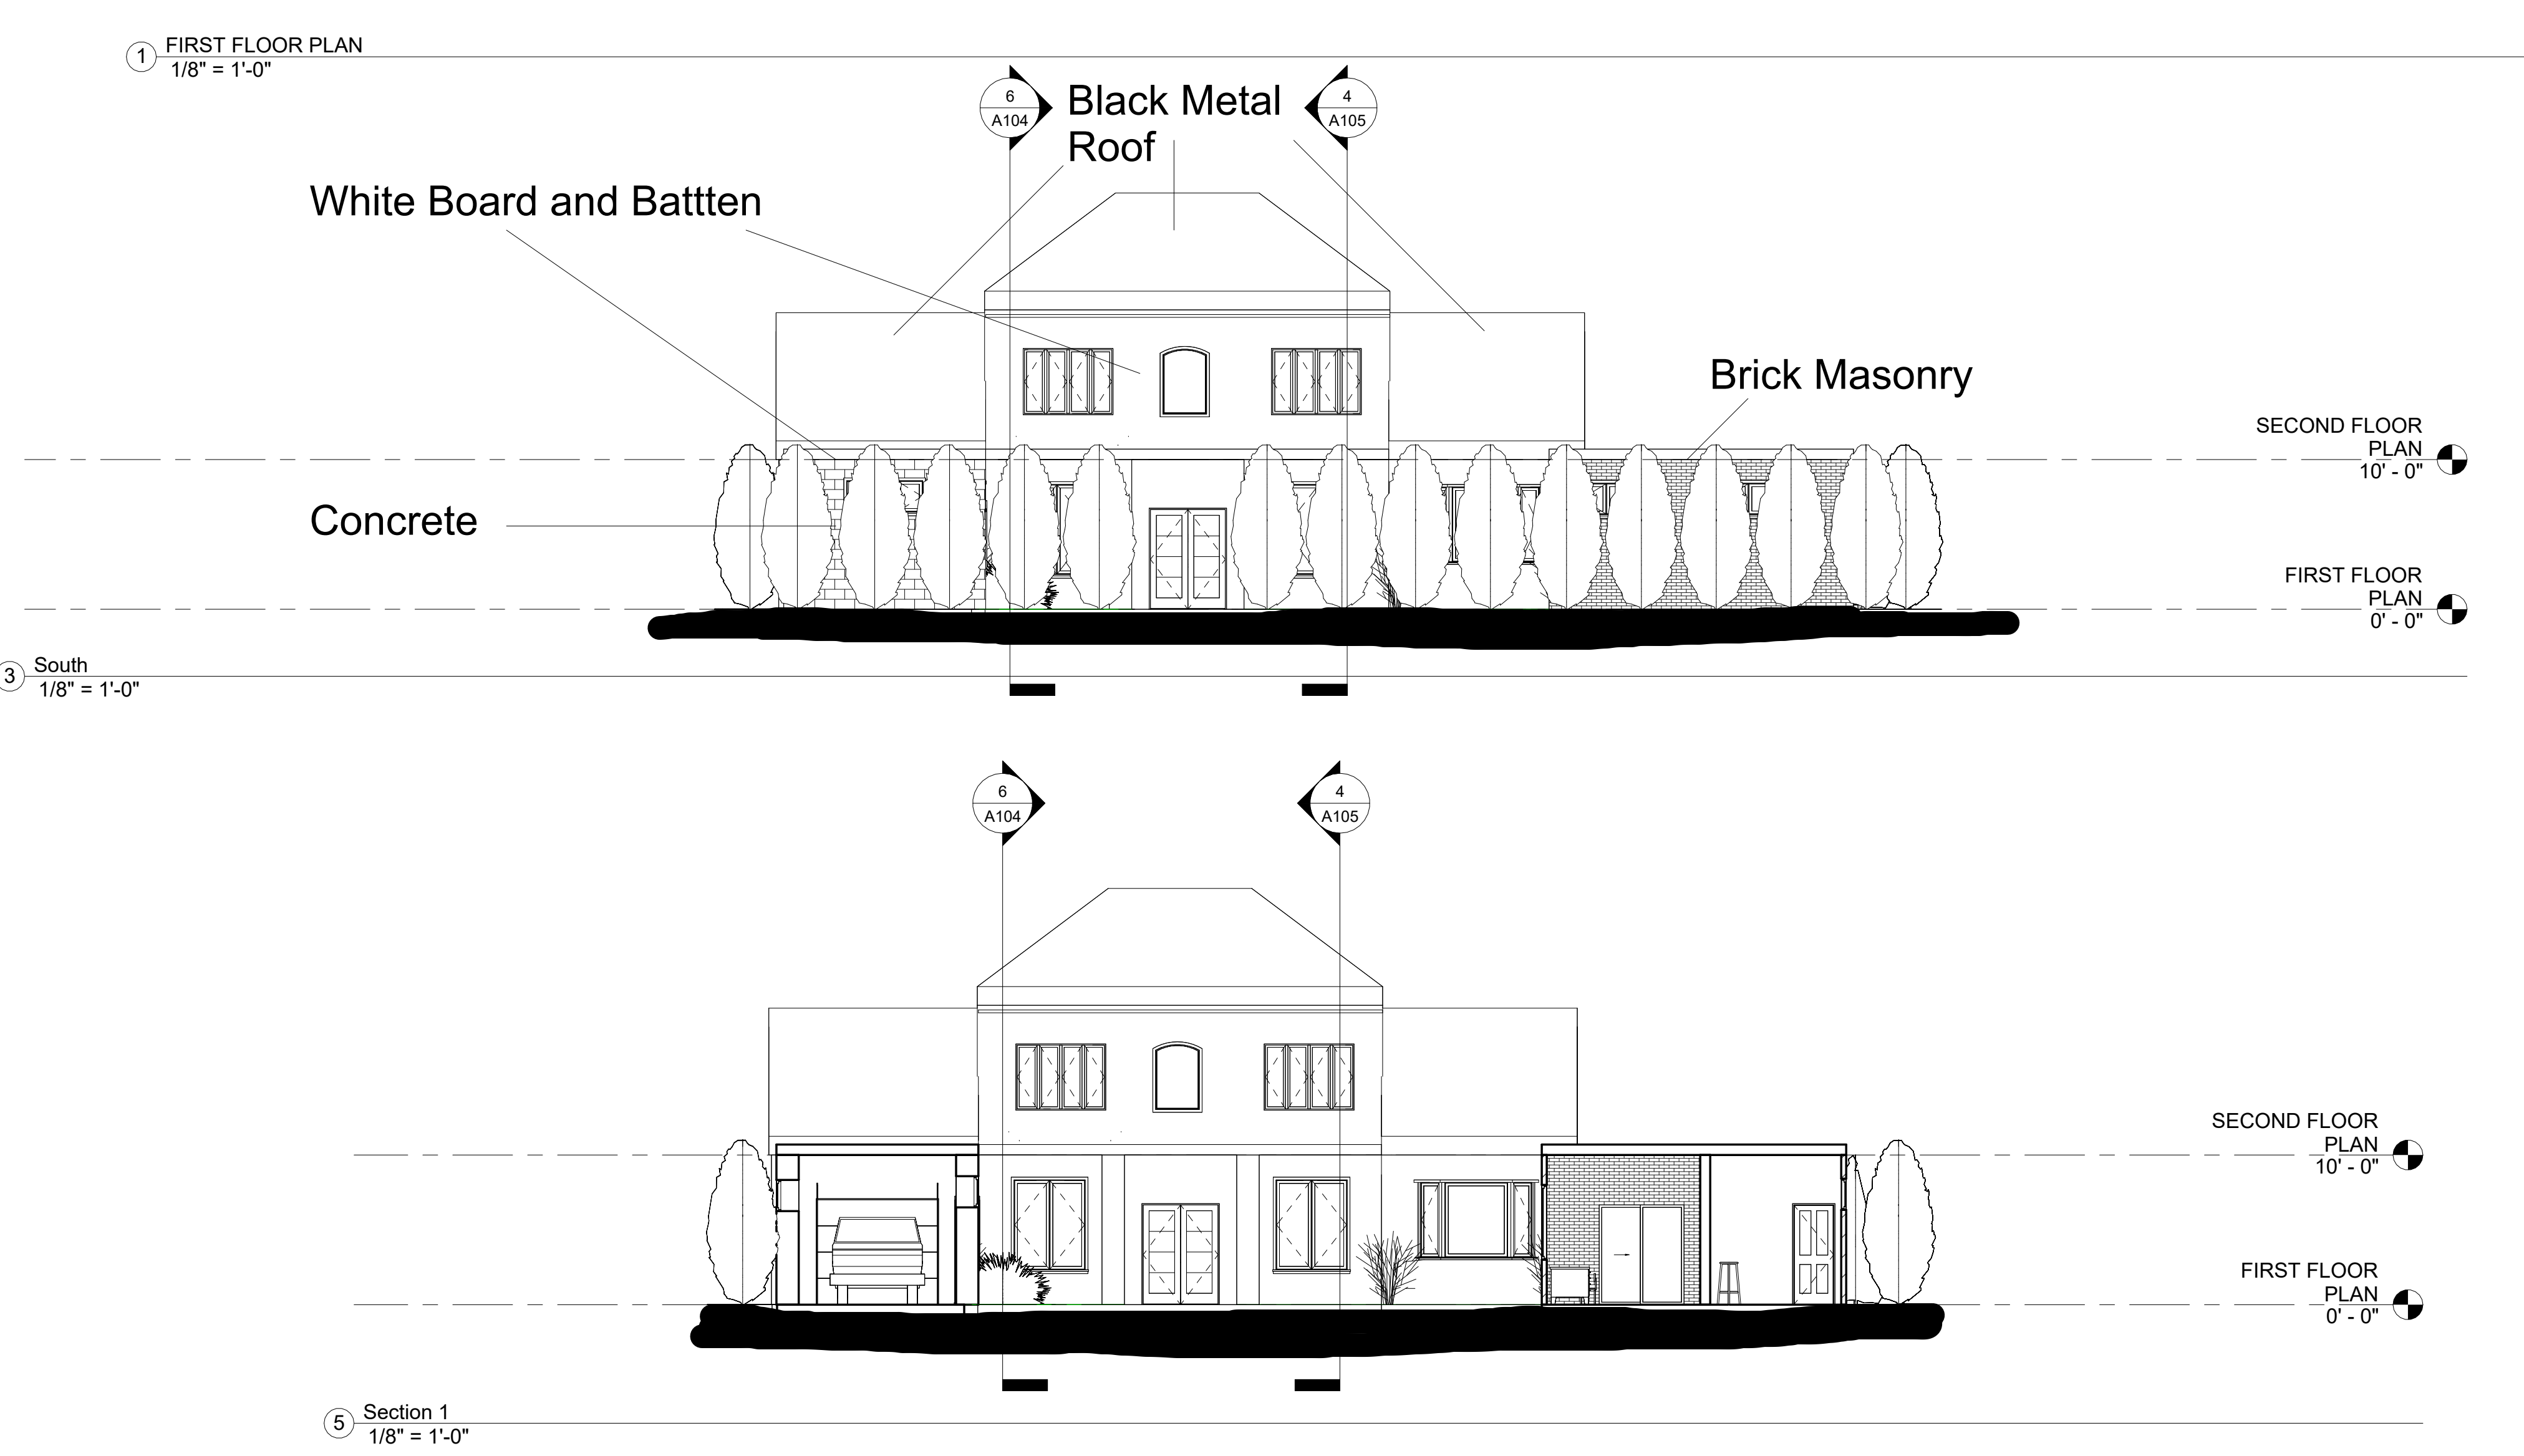 1
FIRST FLOOR PLAN
1/8" = 1'-0"
6
A104
Black Metal
Roof
4
A105
White Board and Battten
Brick Masonry
Concrete
SECOND FLOOR
PLAN
10' - 0"
FIRST FLOOR
PLAN
0' - 0"
3
South
1/8" = 1'-0"
6
A104
4
A105
SECOND FLOOR
PLAN
10' - 0"
FIRST FLOOR
PLAN
0' - 0"
5
Section 1
1/8" = 1'-0"